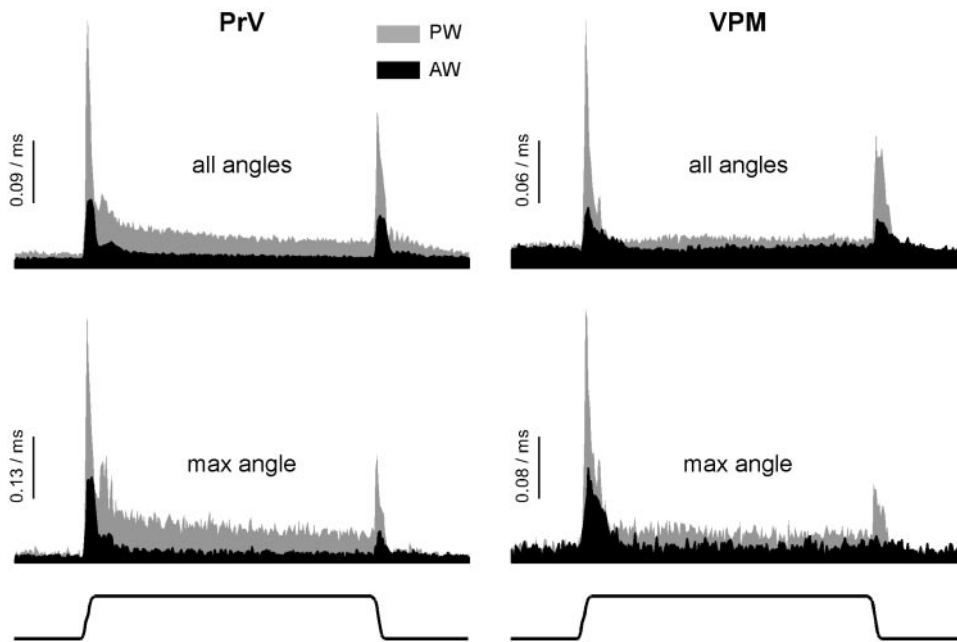 PrV
VPM
PW
AW
all angles
0.09 / ms
all angles
0.06 / ms
max angle
0.13 / ms
max angle
0.08 / ms